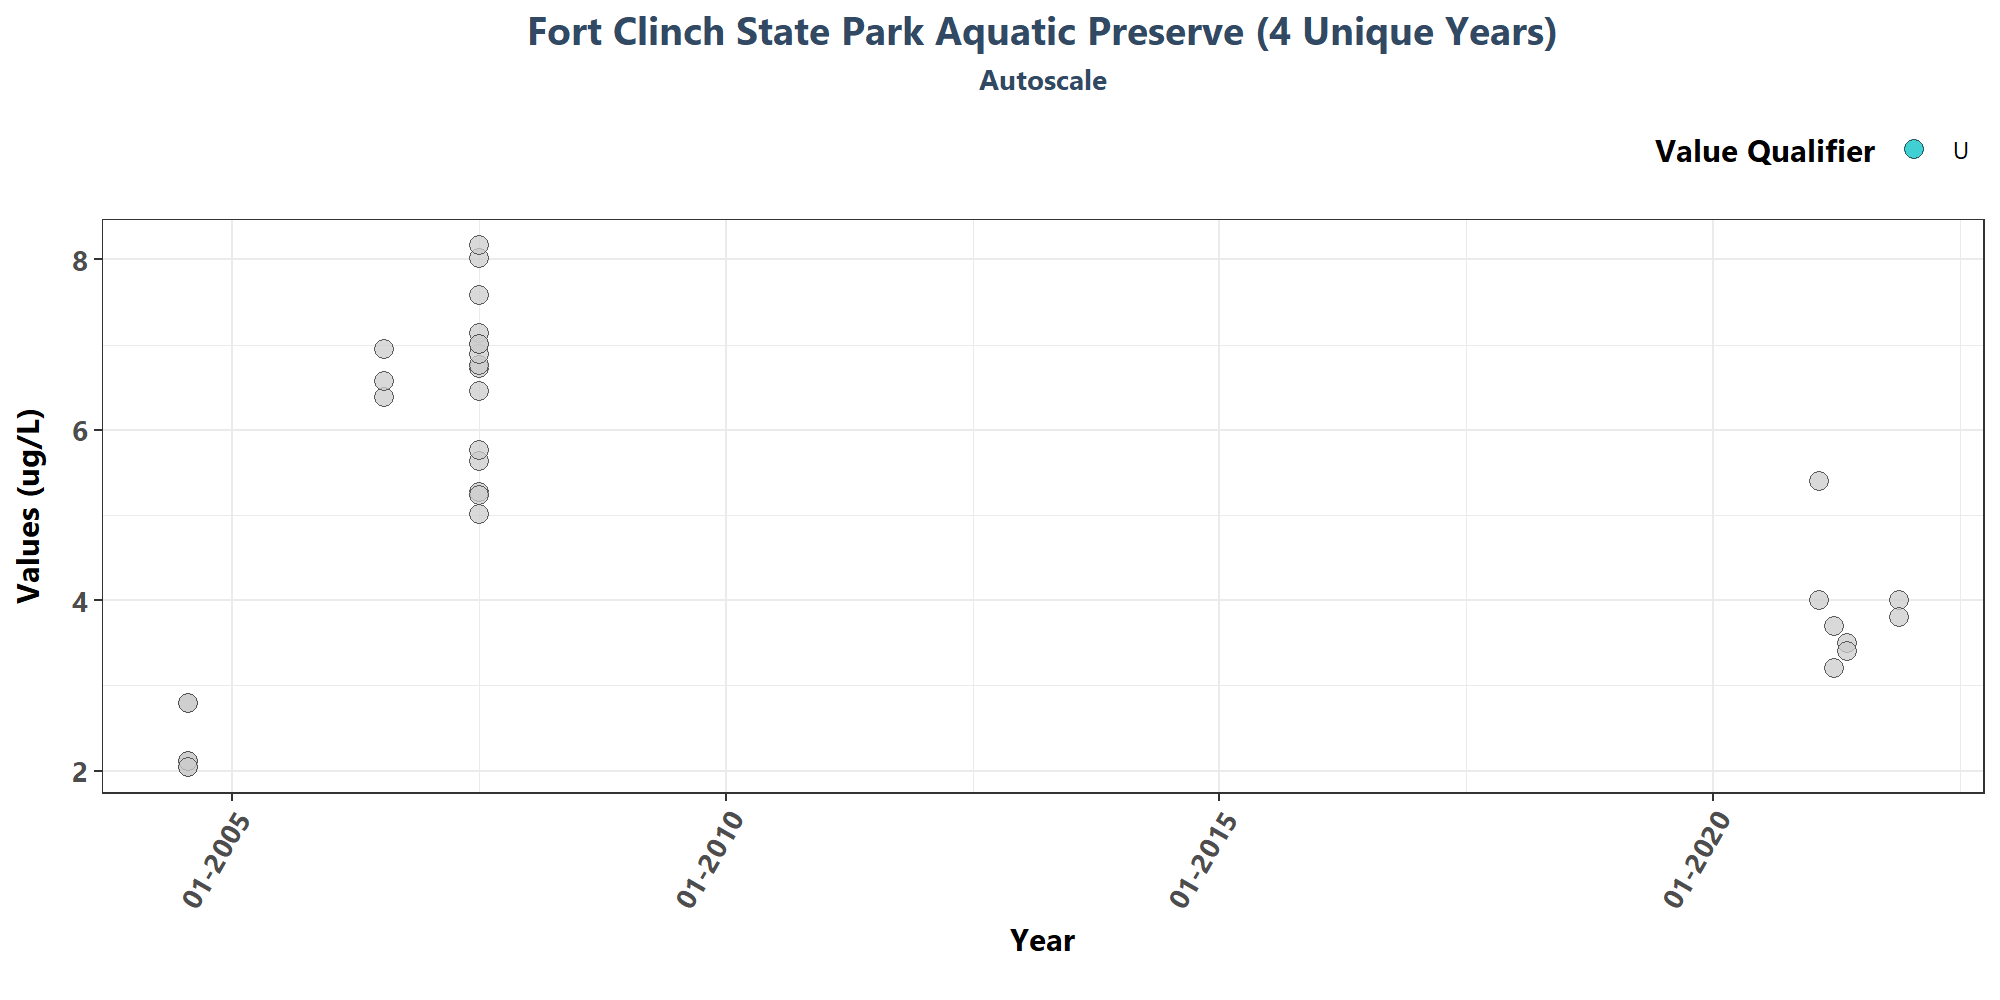 Fort Clinch State Park Aquatic Preserve (4 Unique Years)
Autoscale
Value Qualifier U
Values (ug/L)
8
6
4
2
01-2005 01-2010 01-2015 01-2020
Year